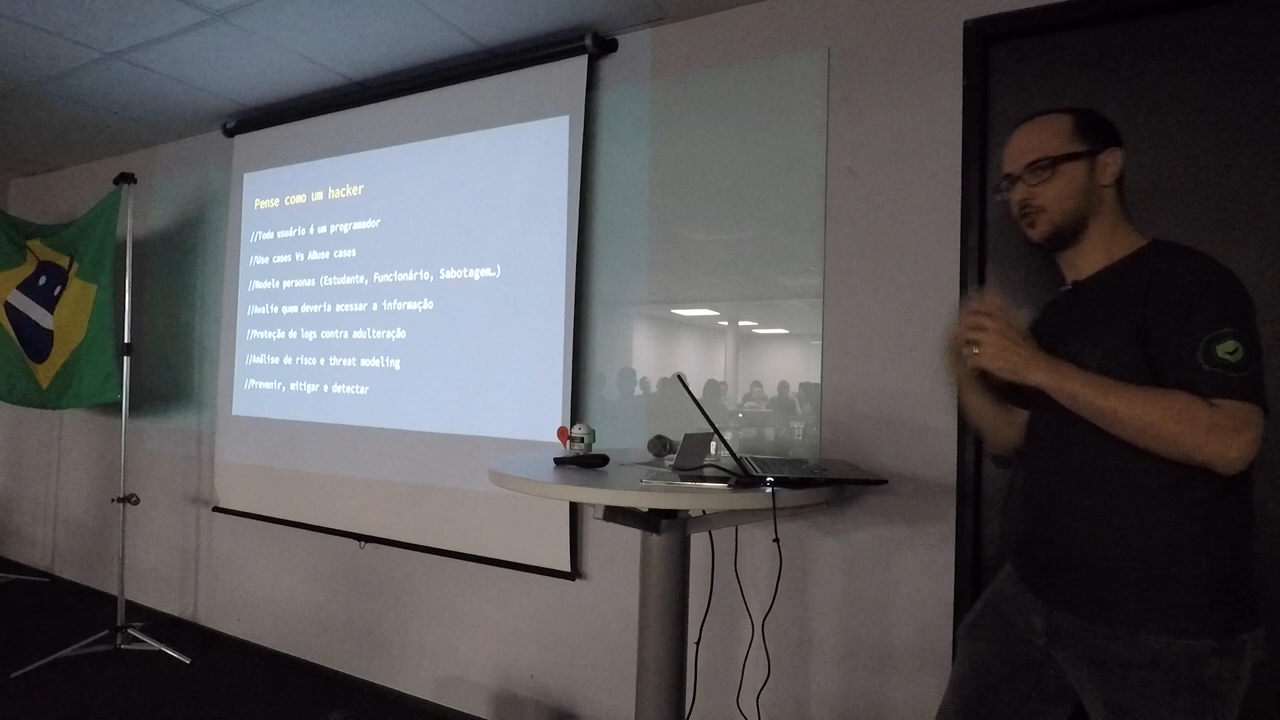 Pense como um hacker
//Todo usuário é um programador
//Use cases Vs ABuse cases
//Modele personas (Estudante, Funcionário, Sabotagem…)
//Avalie quem deveria acessar a informação
//Proteção de logs contra adulteração
//Análise de risco e threat modeling
//Prevenir, mitigar e detectar